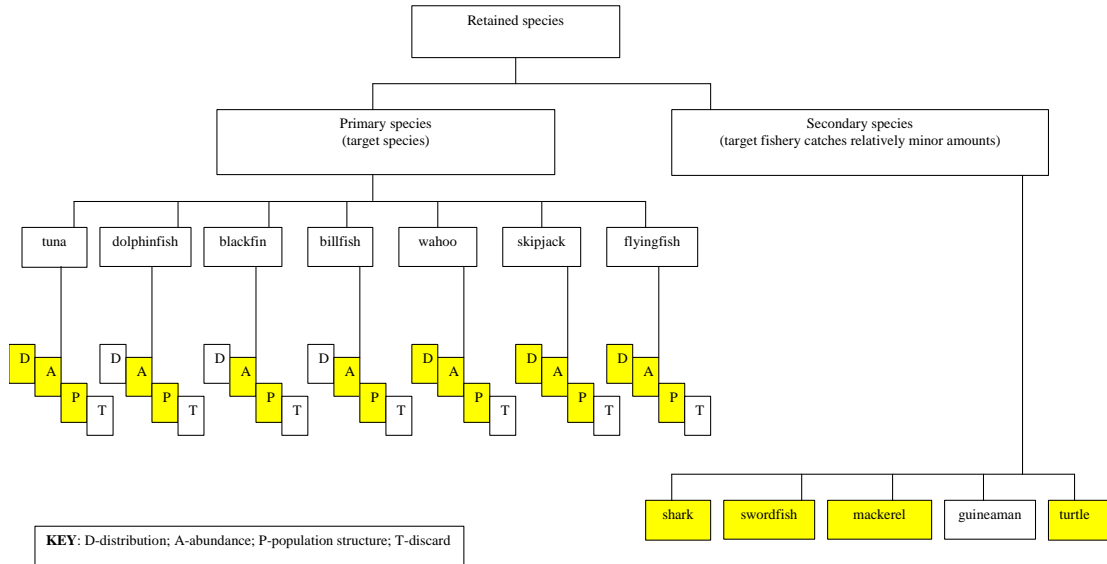 Retained species
Primary species
(target species)
Secondary species
(target fishery catches relatively minor amounts)
tuna
dolphinfish
blackfin
billfish
wahoo
skipjack
flyingfish
D
A
P
T
D
A
P
T
D
A
P
T
D
A
P
T
D
A
P
T
D
A
P
T
D
A
P
T
shark
swordfish
mackerel
guineaman
turtle
KEY: D-distribution; A-abundance; P-population structure; T-discard